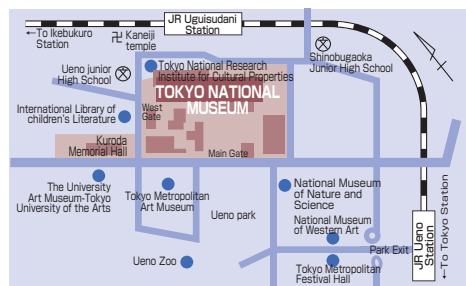 JR Uguisudani
Station
←To Ikebukuro
Station
卍 Kaneiji
temple
Shinobugaoka
Junior High School
Ueno junior
High School
Tokyo National Research
Institute for Cultural Properties
TOKYO NATIONAL
MUSEUM
West
Gate
International Library of
children's Literature
Kuroda
Memorial Hall
Main Gate
The University
Art Museum-Tokyo
University of the Arts
Tokyo Metropolitan
Art Museum
National Museum
of Nature and
Science
Ueno park
National Museum
of Western Art
Park Exit
Ueno Zoo
Tokyo Metropolitan
Festival Hall
JR Ueno
Station
←To Tokyo Station